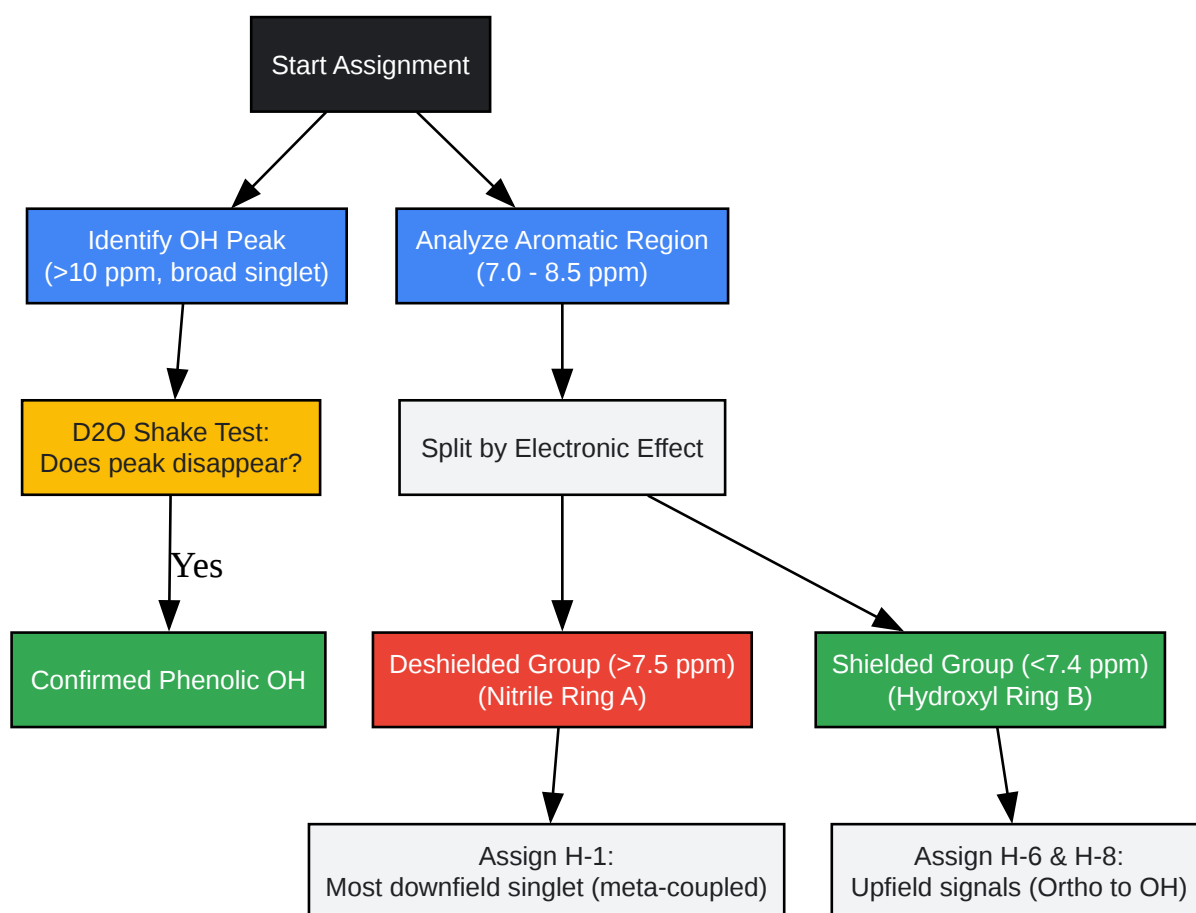 Start Assignment
Identify OH Peak
(>10 ppm, broad singlet)
Analyze Aromatic Region
(7.0 - 8.5 ppm)
D2O Shake Test:
Does peak disappear?
Split by Electronic Effect
Yes
Confirmed Phenolic OH
Deshielded Group (>7.5 ppm)
(Nitrile Ring A)
Shielded Group (<7.4 ppm)
(Hydroxyl Ring B)
Assign H-1:
Most downfield singlet (meta-coupled)
Assign H-6 & H-8:
Upfield signals (Ortho to OH)